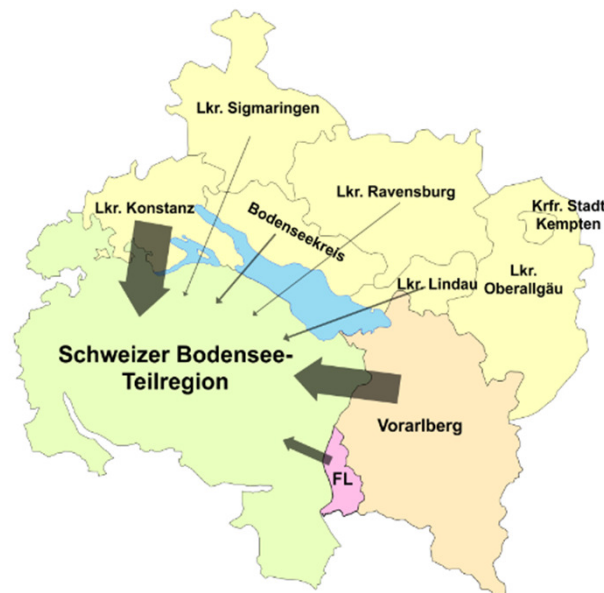 Lkr. Sigmaringen
Lkr. Ravensburg
Krfr. Stadt
Kempten
Lkr. Konstanz
Bodenseekreis
Lkr. Lindau
Lkr.
Oberallgäu
Schweizer Bodensee-
Teilregion
Vorarlberg
FL